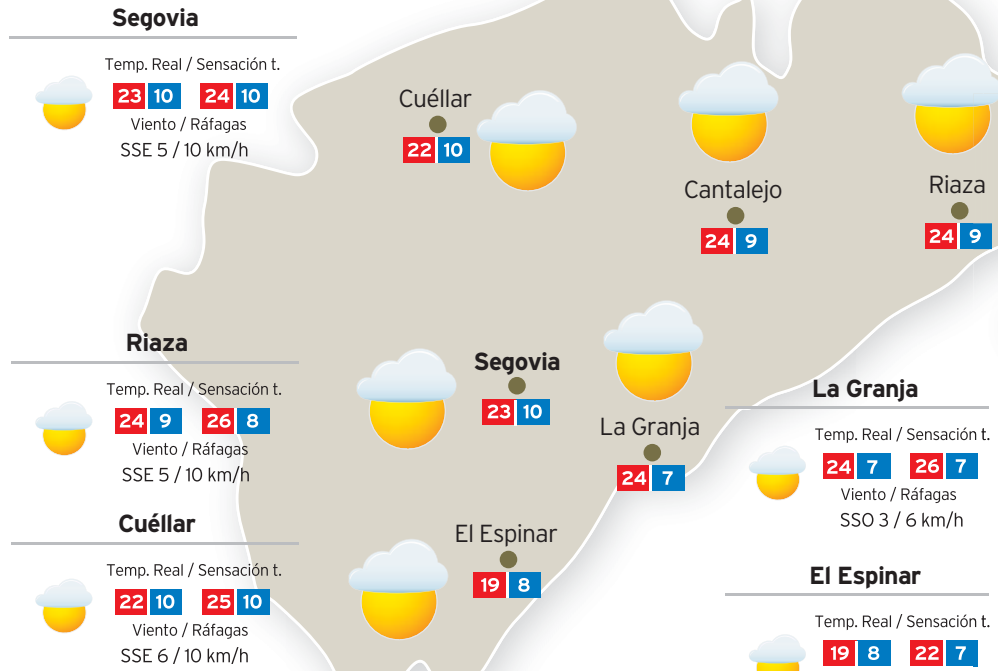 Segovia
Temp. Real / Sensación t.
23 10 24 10
Viento / Ráfagas
SSE 5 / 10 km/h
Riaza
Temp. Real / Sensación t.
24 9 26 8
Viento / Ráfagas
SSE 5 / 10 km/h
Cuéllar
Temp. Real / Sensación t.
22 10 25 10
Viento / Ráfagas
SSE 6 / 10 km/h
Cuéllar
22 10
Cantalejo
24 9
Riaza
24 9
Segovia
23 10
La Granja
24 7
El Espinar
19 8
La Granja
Temp. Real / Sensación t.
24 7 26 7
Viento / Ráfagas
SSO 3 / 6 km/h
El Espinar
Temp. Real / Sensación t.
19 8 22 7